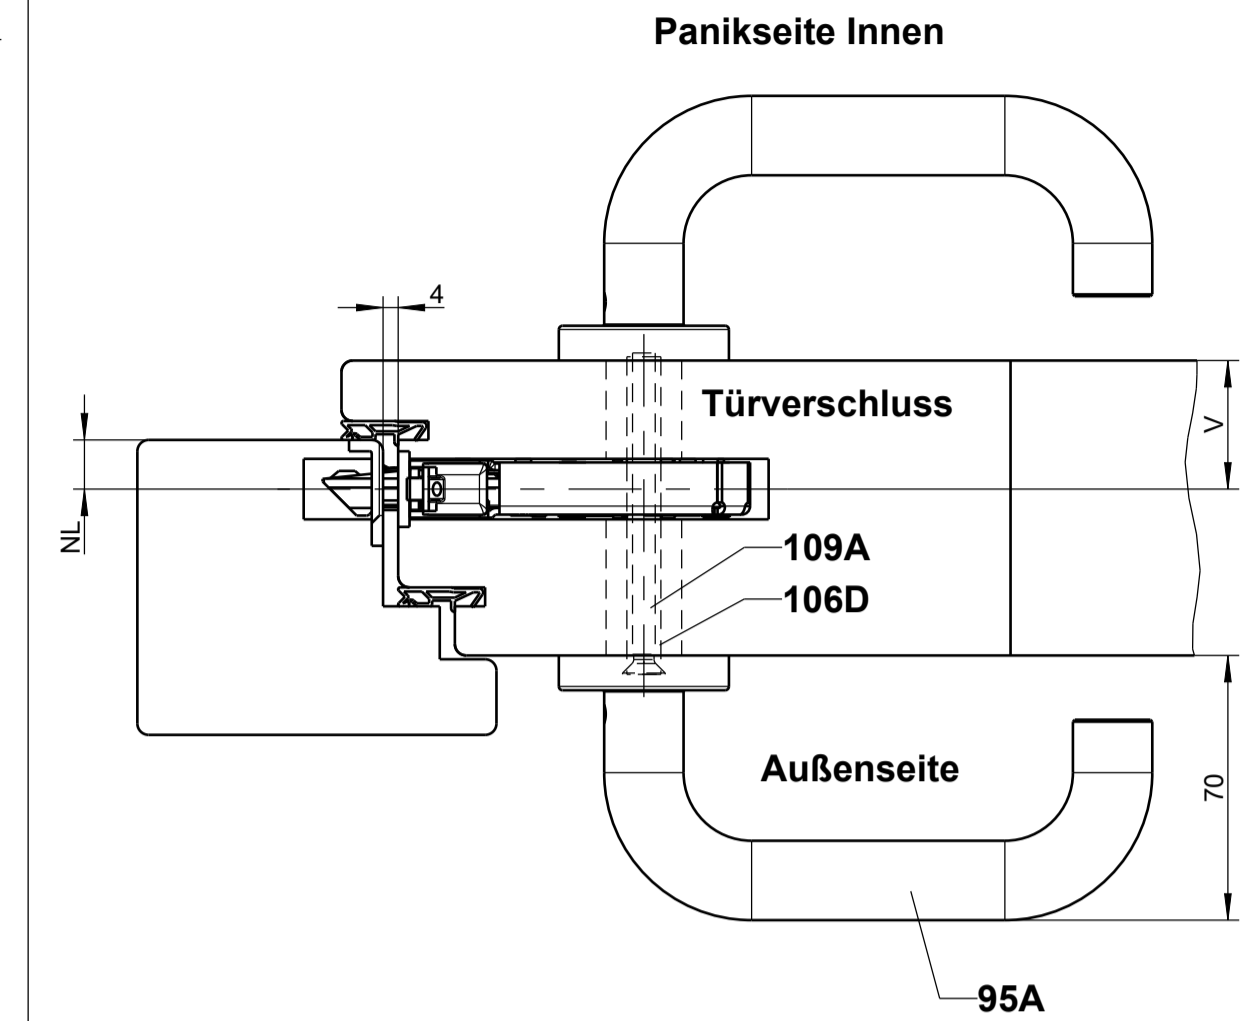 Panikseite Innen
4
Türverschluss
V
NL
109A
106D
Außenseite
70
95A